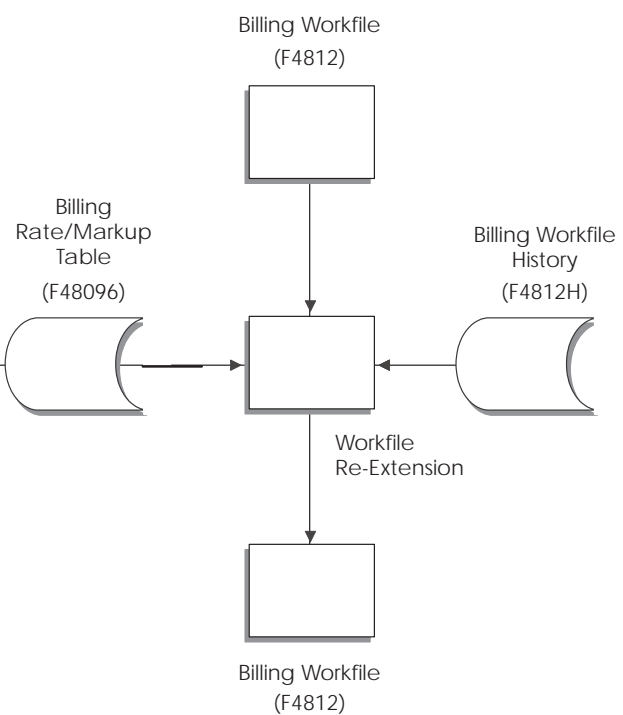 Billing Workfile
(F4812)
Billing
Rate/Markup
Table
(F48096)
Billing Workfile
History
(F4812H)
Workfile
Re-Extension
Billing Workfile
(F4812)